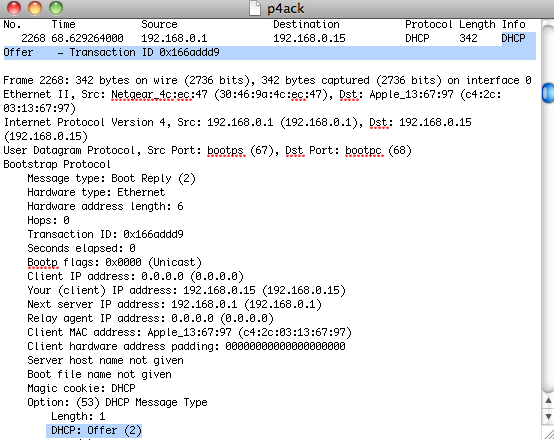 p4ack
No. Time Source Destination Protocol Length Info
2268 68.629264000 192.168.0.1 192.168.0.15 DHCP 342 DHCP
Offer - Transaction ID 0x166addd9
Frame 2268: 342 bytes on wire (2736 bits), 342 bytes captured (2736 bits) on interface 0
Ethernet II, Src: Netgear_4c:ec:47 (30:46:9a:4c:ec:47), Dst: Apple_13:67:97 (c4:2c:
03:13:67:97)
Internet Protocol Version 4, Src: 192.168.0.1 (192.168.0.1), Dst: 192.168.0.15
(192.168.0.15)
User Datagram Protocol, Src Port: bootps (67), Dst Port: bootpc (68)
Bootstrap Protocol
Message type: Boot Reply (2)
Hardware type: Ethernet
Hardware address length: 6
Hops: 0
Transaction ID: 0x166addd9
Seconds elapsed: 0
Bootp flags: 0x0000 (Unicast)
Client IP address: 0.0.0.0 (0.0.0.0)
Your (client) IP address: 192.168.0.15 (192.168.0.15)
Next server IP address: 192.168.0.1 (192.168.0.1)
Relay agent IP address: 0.0.0.0 (0.0.0.0)
Client MAC address: Apple_13:67:97 (c4:2c:03:13:67:97)
Client hardware address padding: 00000000000000000000
Server host name not given
Boot file name not given
Magic cookie: DHCP
Option: (53) DHCP Message Type
Length: 1
DHCP: Offer (2)